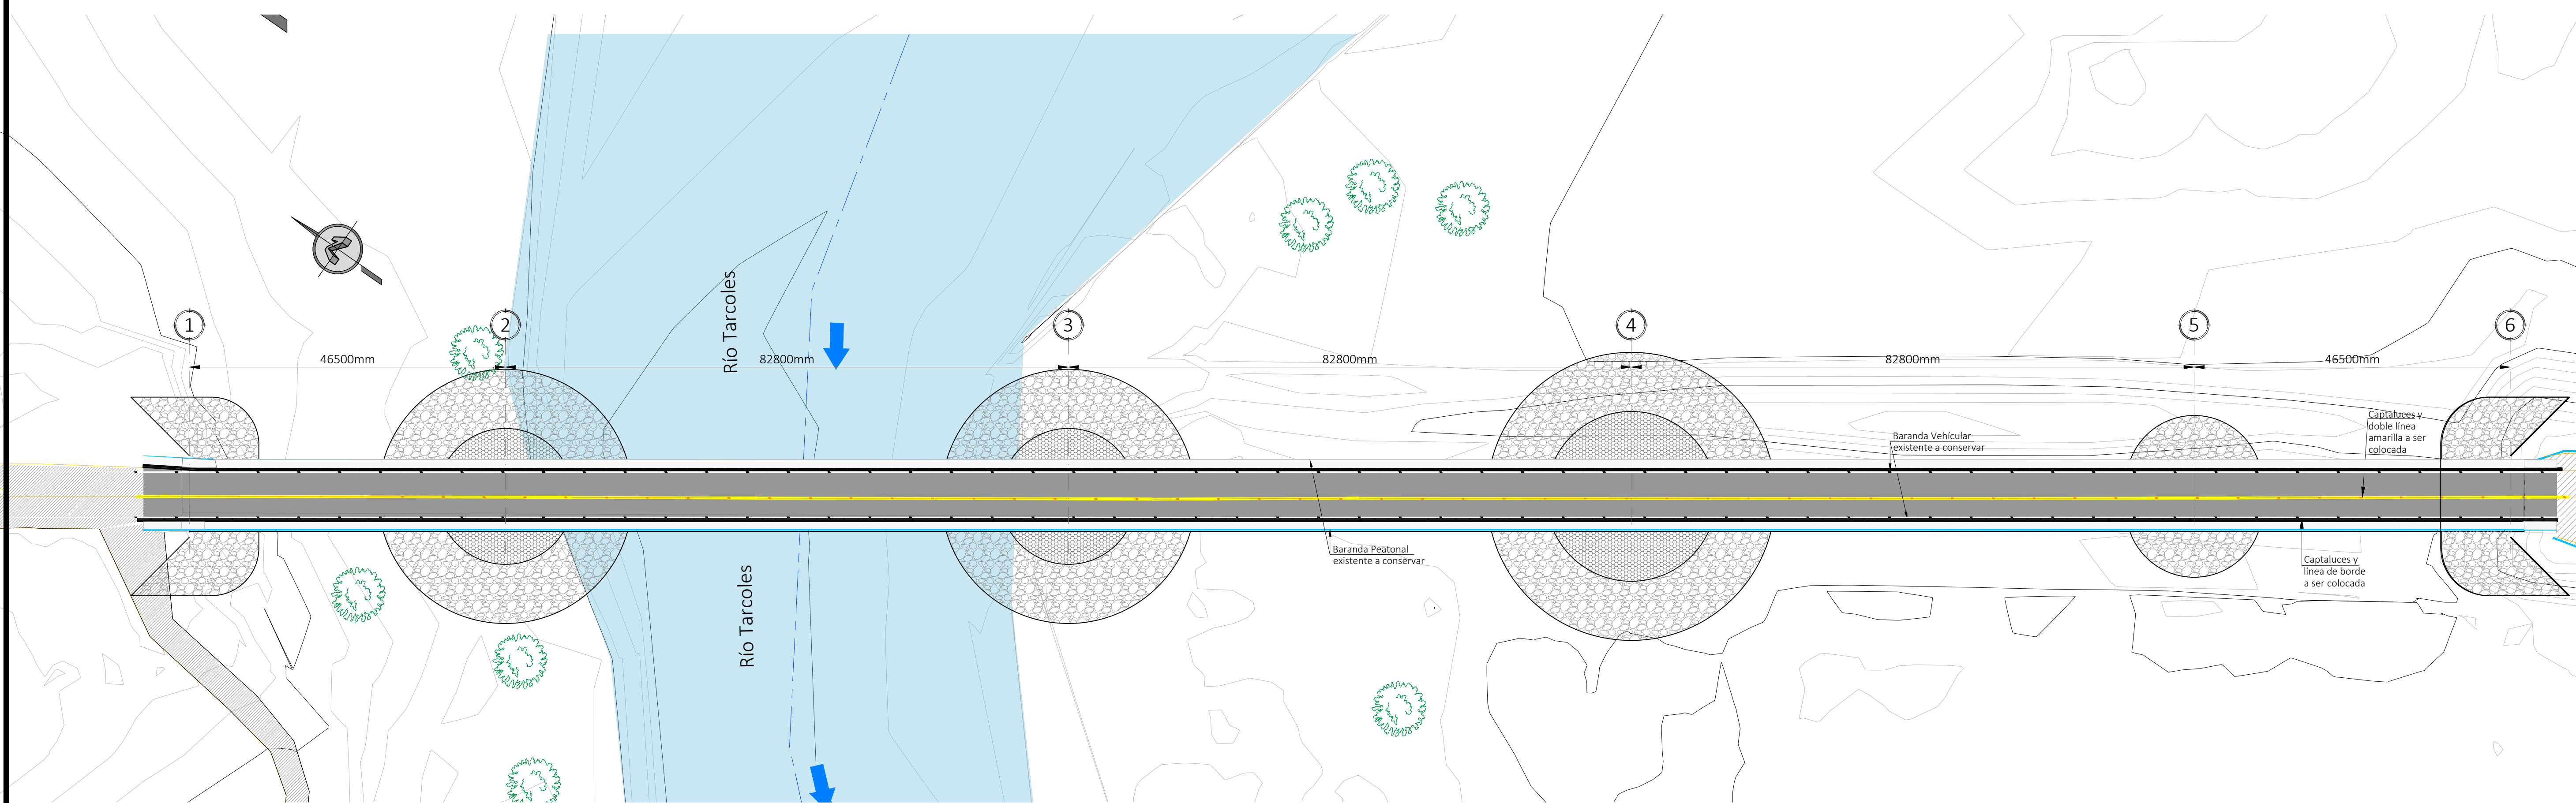 1
2
3
4
5
6
46500mm
82800mm
82800mm
82800mm
46500mm
Río Tarcoles
Captaluces y
doble línea
amarilla a ser
colocada
Baranda Vehícular
existente a conservar
Baranda Peatonal
existente a conservar
Captaluces y
línea de borde
a ser colocada
Río Tarcoles